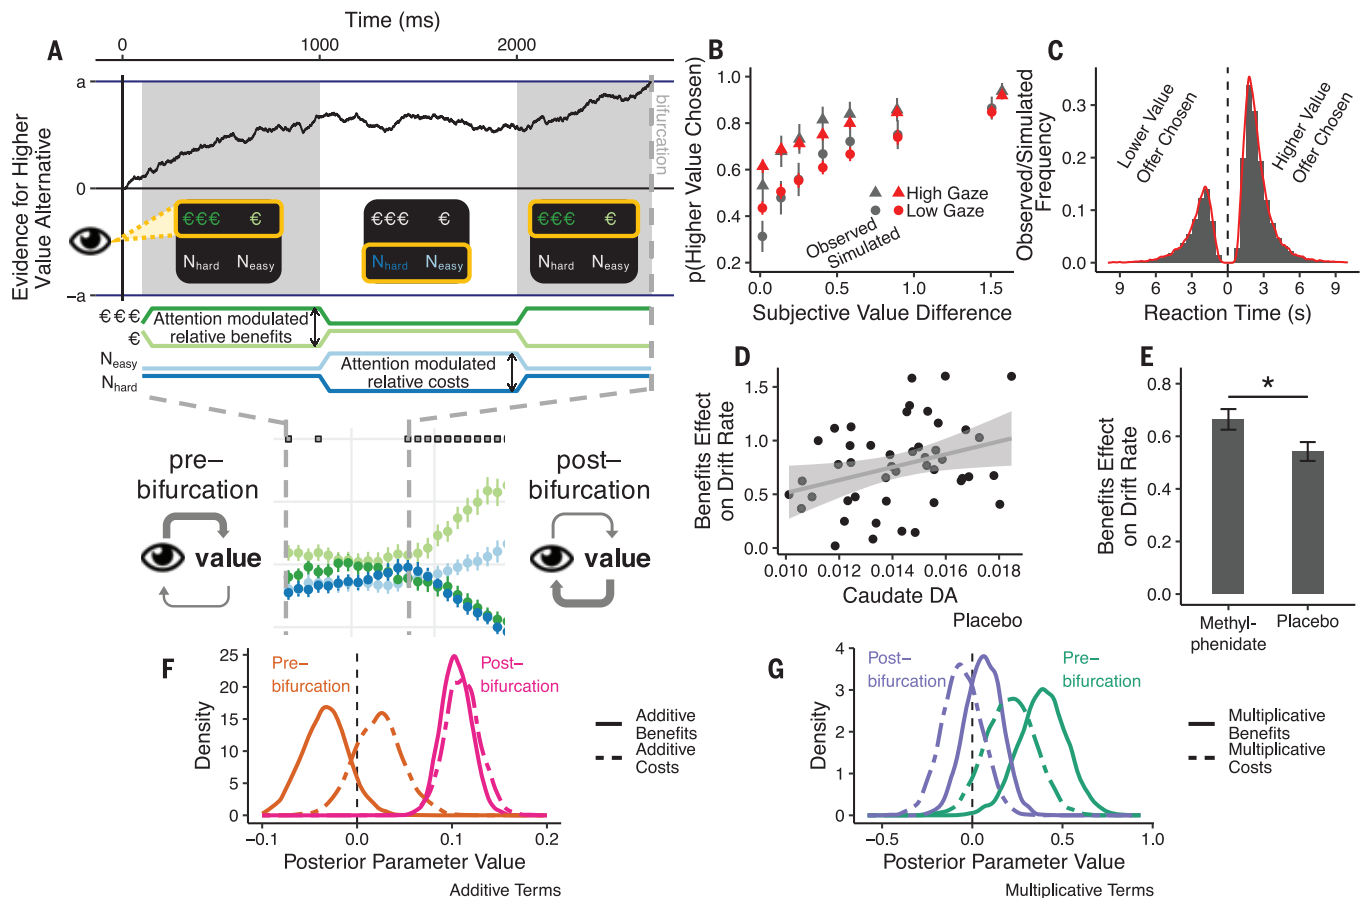 A
Time (ms)
0
1000
2000
a
0
−a
Evidence for Higher
Value Alternative
bifurcation
€€€
€
Nhard
Neasy
€€€
€
Nhard
Neasy
€€€
€
Nhard
Neasy
€€€
€
Attention modulated
relative benefits
Neasy
Nhard
Attention modulated
relative costs
pre–
bifurcation
value
post–
bifurcation
value
B
p(Higher Value Chosen)
1.0
0.8
0.6
0.4
0.2
High Gaze
Low Gaze
Observed
Simulated
0.0
0.5
1.0
1.5
Subjective Value Difference
C
Observed/Simulated
Frequency
0.3
0.2
0.1
0.0
Lower Value
Offer Chosen
Higher Value
Offer Chosen
9
6
3
0
3
6
9
Reaction Time (s)
D
Benefits Effect
on Drift Rate
1.5
1.0
0.5
0.0
0.010
0.012
0.014
0.016
0.018
Caudate DA
Placebo
E
Benefits Effect
on Drift Rate
0.8
0.6
0.4
0.2
0.0
*
Methyl-
phenidate
Placebo
F
Density
25
20
15
10
5
0
Pre–
bifurcation
Post–
bifurcation
Additive
Benefits
Additive
Costs
−0.1
0.0
0.1
0.2
Posterior Parameter Value
Additive Terms
G
Density
4
3
2
1
0
Post–
bifurcation
Pre–
bifurcation
Multiplicative
Benefits
Multiplicative
Costs
−0.5
0.0
0.5
1.0
Posterior Parameter Value
Multiplicative Terms